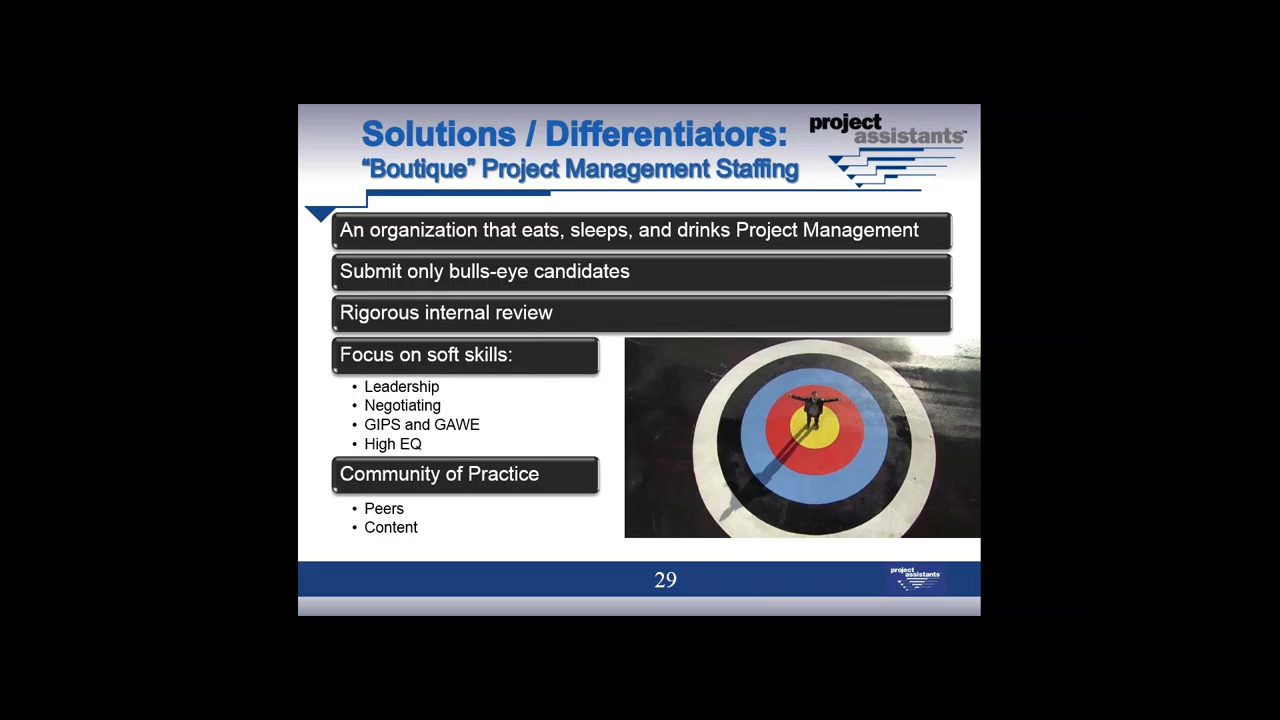 Solutions / Differentiators:
“Boutique” Project Management Staffing
project
assistants™
An organization that eats, sleeps, and drinks Project Management
Submit only bulls-eye candidates
Rigorous internal review
Focus on soft skills:
• Leadership
• Negotiating
• GIPS and GAWE
• High EQ
Community of Practice
• Peers
• Content
29
project
assistants